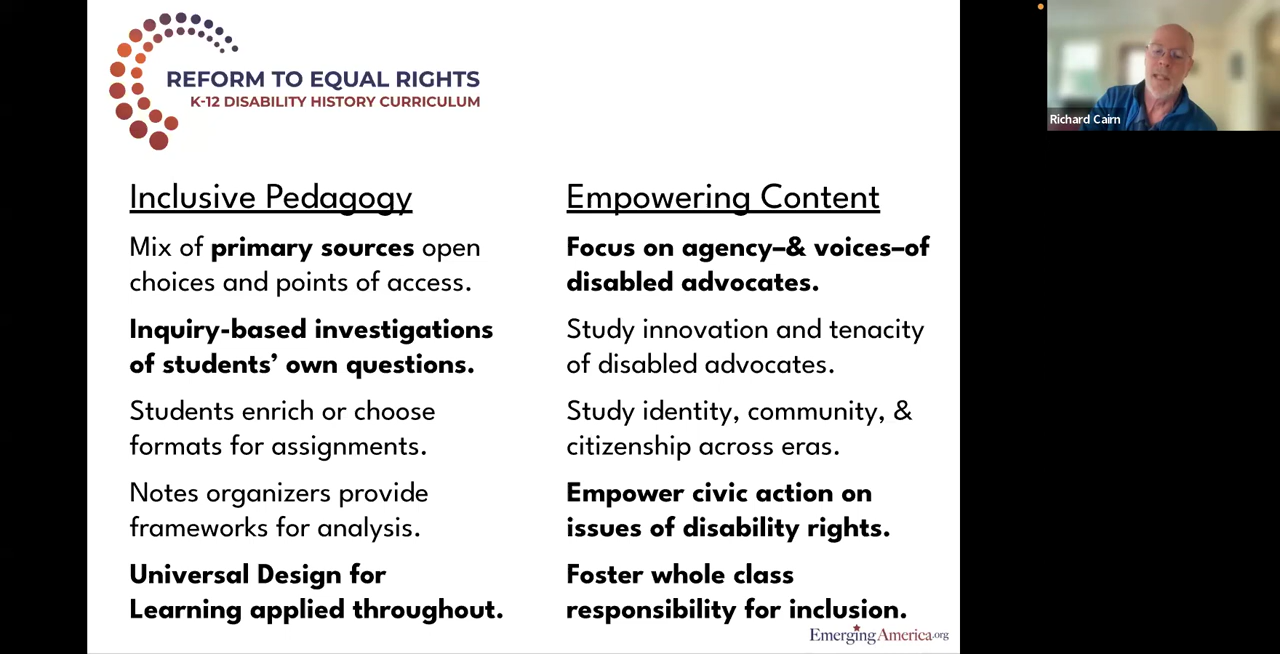 REFORM TO EQUAL RIGHTS
K-12 DISABILITY HISTORY CURRICULUM
Inclusive Pedagogy
Mix of primary sources open
choices and points of access.
Inquiry-based investigations
of students’ own questions.
Students enrich or choose
formats for assignments.
Notes organizers provide
frameworks for analysis.
Universal Design for
Learning applied throughout.
Empowering Content
Focus on agency–& voices–of
disabled advocates.
Study innovation and tenacity
of disabled advocates.
Study identity, community, &
citizenship across eras.
Empower civic action on
issues of disability rights.
Foster whole class
responsibility for inclusion.
EmergingAmerica.org
Richard Cairn